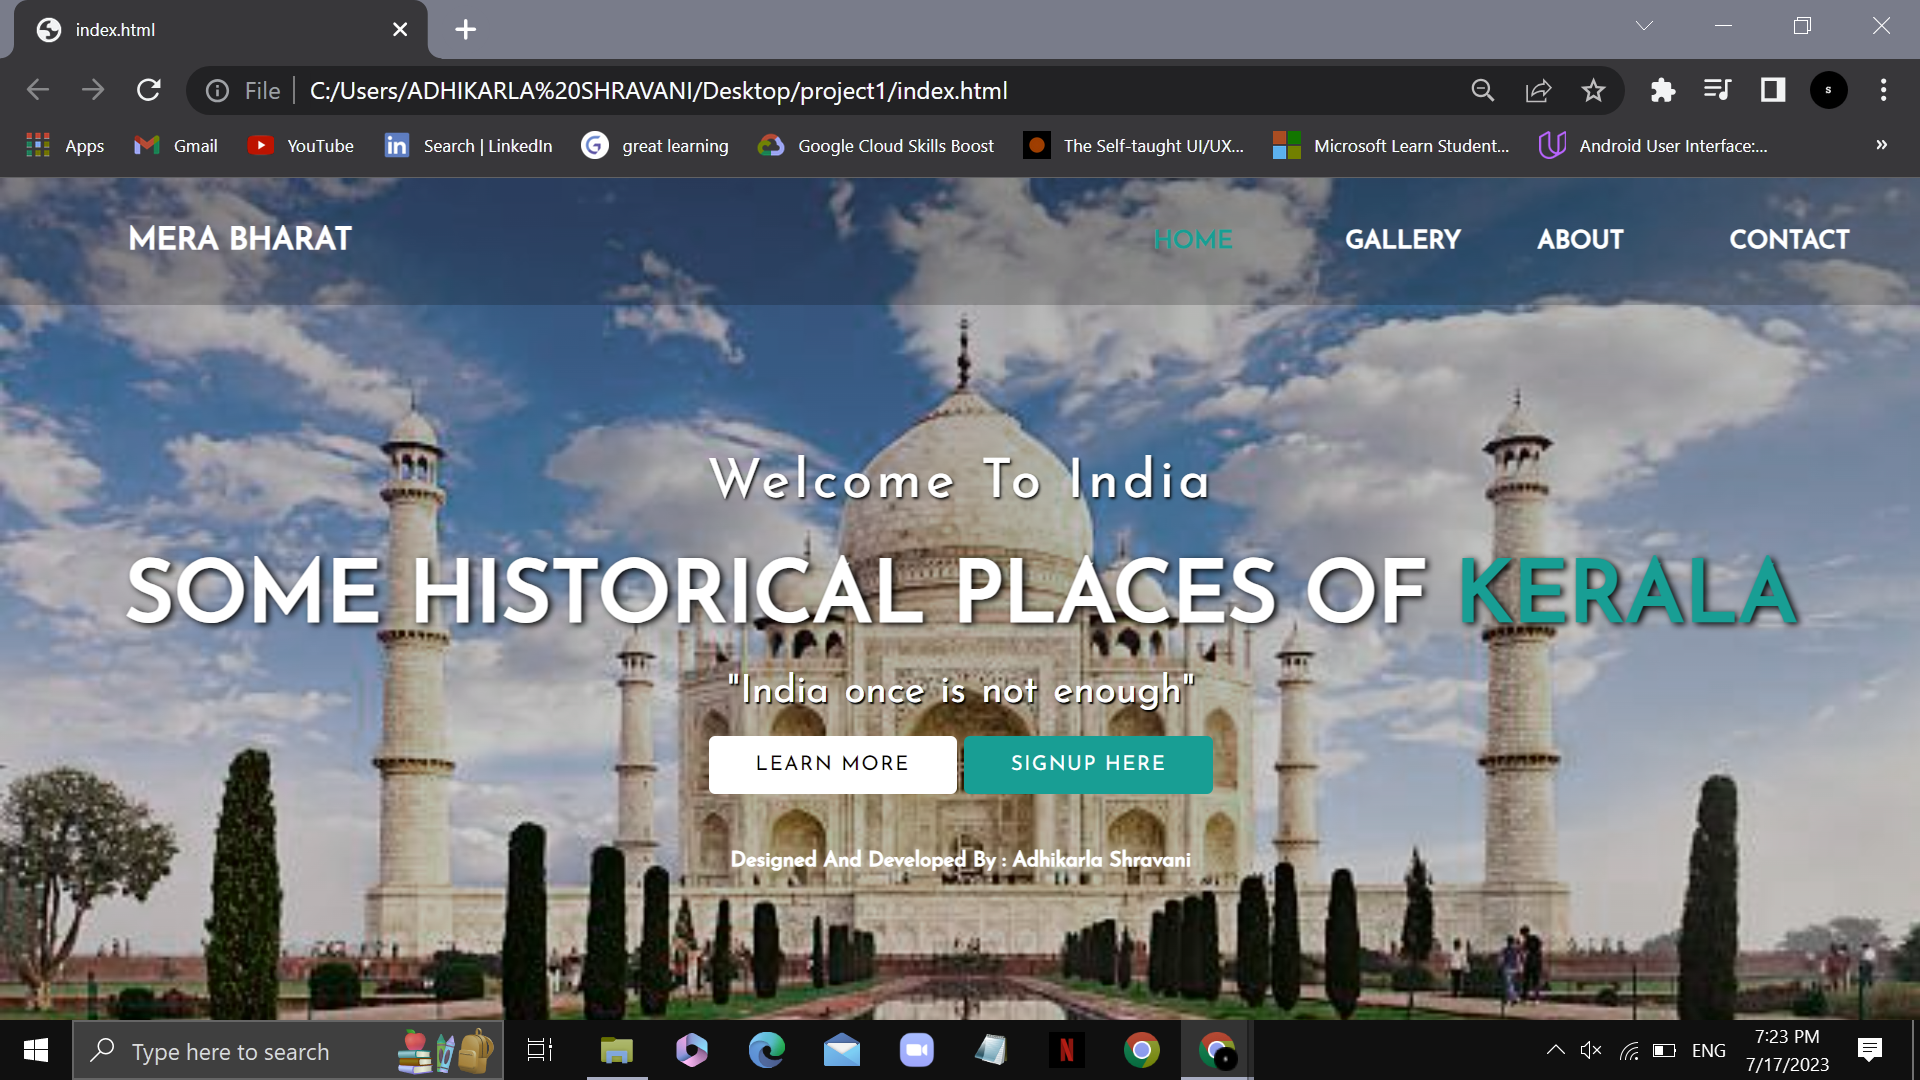 index.html
File
C:/Users/ADHIKARLA%20SHRAVANI/Desktop/project1/index.html
s
Apps
Gmail
YouTube
Search | LinkedIn
great learning
Google Cloud Skills Boost
The Self-taught UI/UX...
Microsoft Learn Student...
Android User Interface:...
»
MERA BHARAT
HOME
GALLERY
ABOUT
CONTACT
Welcome To India
SOME HISTORICAL PLACES OF KERALA
"India once is not enough"
LEARN MORE
SIGNUP HERE
Designed And Developed By : Adhikarla Shravani
Type here to search
ENG
7:23 PM
7/17/2023